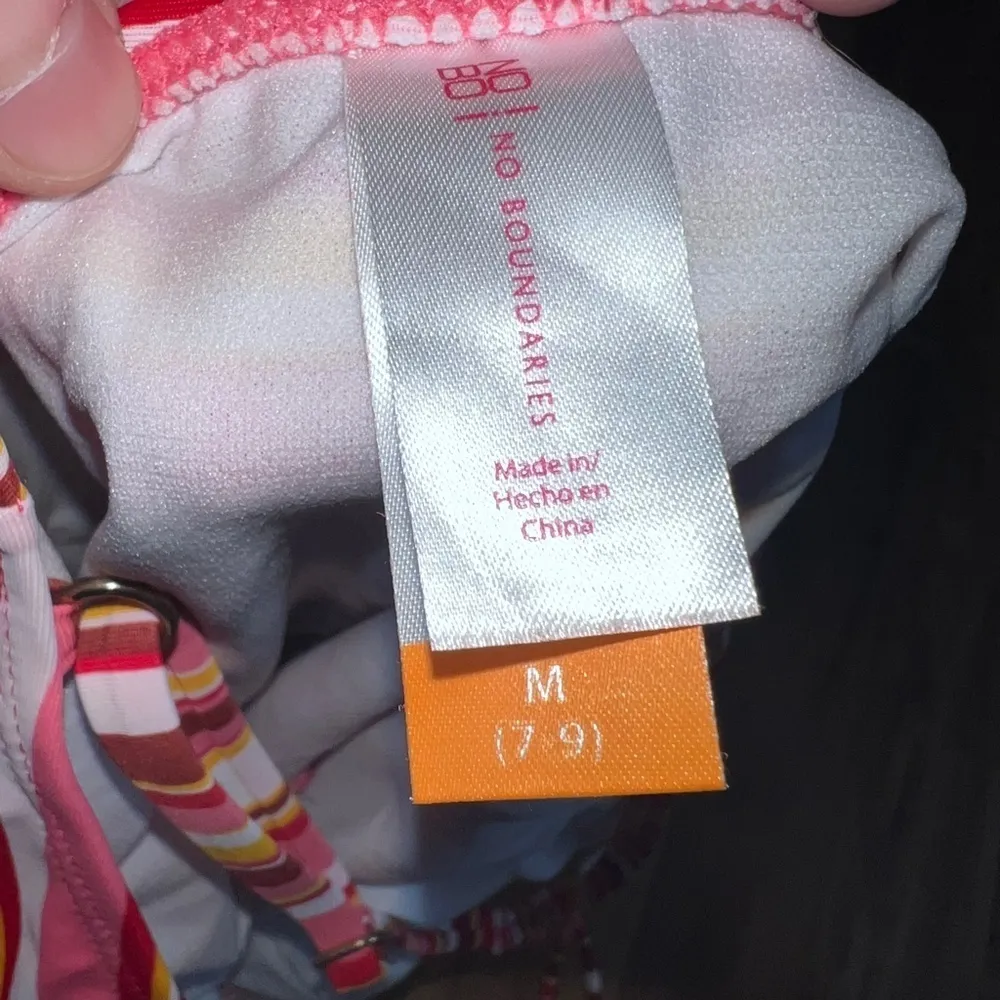 NO
BO
NO BOUNDARIES
Made in/
Hecho en
China
M
(7-9)